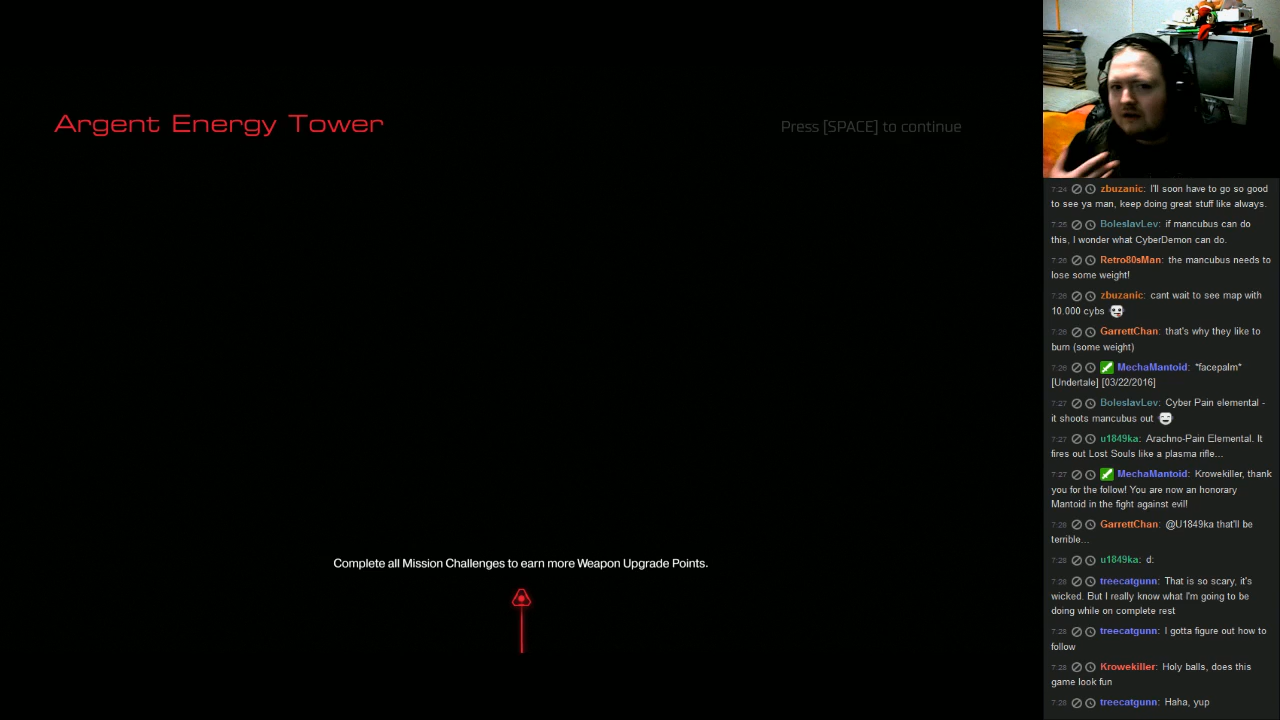 Argent Energy Tower
Press [SPACE] to continue
Complete all Mission Challenges to earn more Weapon Upgrade Points.
7:24 zbuzanic: I'll soon have to go so good
to see ya man, keep doing great stuff like always.
7:25 BoleslavLev: if mancubus can do
this, I wonder what CyberDemon can do.
7:26 Retro80sMan: the mancubus needs to
lose some weight!
7:26 zbuzanic: cant wait to see map with
10.000 cybs
7:26 GarrettChan: that's why they like to
burn (some weight)
7:26 MechaMantoid: *facepalm*
[Undertale] [03/22/2016]
7:27 BoleslavLev: Cyber Pain elemental -
it shoots mancubus out
7:27 u1849ka: Arachno-Pain Elemental. It
fires out Lost Souls like a plasma rifle...
7:27 MechaMantoid: Krowekiller, thank
you for the follow! You are now an honorary
Mantoid in the fight against evil!
7:28 GarrettChan: @U1849ka that'll be
terrible...
7:28 u1849ka: d:
7:28 treecatgunn: That is so scary, it's
wicked. But I really know what I'm going to be
doing while on complete rest
7:28 treecatgunn: I gotta figure out how to
follow
7:28 Krowekiller: Holy balls, does this
game look fun
7:28 treecatgunn: Haha, yup